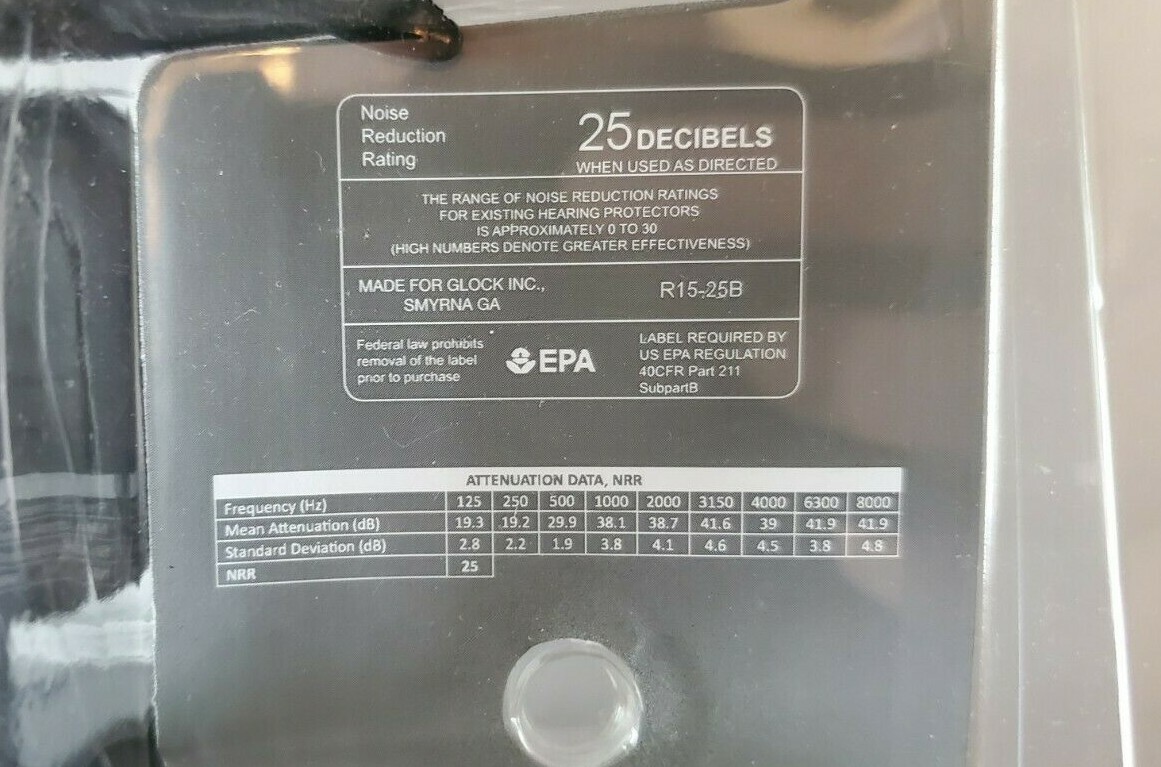 Noise
Reduction
Rating
25 DECIBELS
WHEN USED AS DIRECTED
THE RANGE OF NOISE REDUCTION RATINGS
FOR EXISTING HEARING PROTECTORS
IS APPROXIMATELY 0 TO 30
(HIGH NUMBERS DENOTE GREATER EFFECTIVENESS)
MADE FOR GLOCK INC.,
SMYRNA GA
R15-25B
Federal law prohibits
removal of the label
prior to purchase
EPA
LABEL REQUIRED BY
US EPA REGULATION
40CFR Part 211
SubpartB
ATTENUATION DATA, NRR
Frequency (Hz) 125 250 500 1000 2000 3150 4000 6300 8000
Mean Attenuation (dB) 19.3 19.2 29.9 38.1 38.7 41.6 39 41.9 41.9
Standard Deviation (dB) 2.8 2.2 1.9 3.8 4.1 4.6 4.5 3.8 4.8
NRR 25